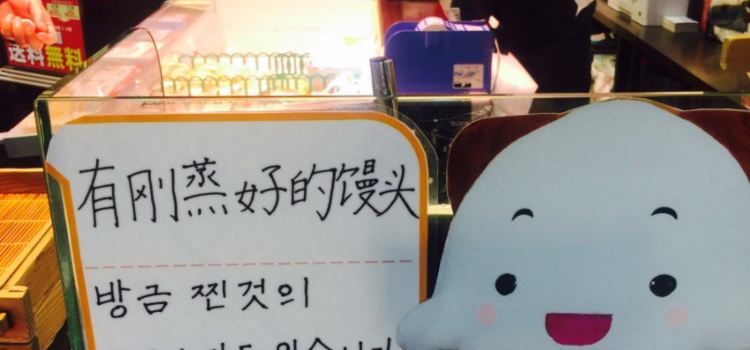 送料無料
有刚蒸好的馒头
방금 찐것의